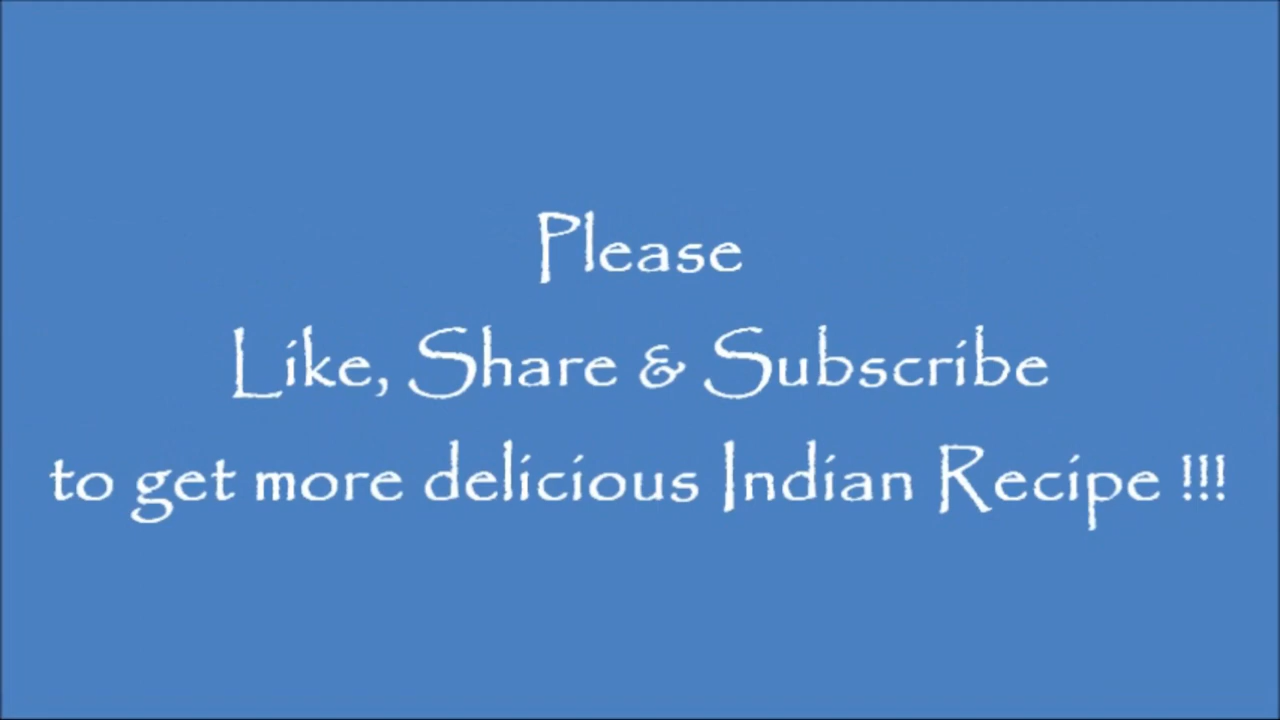 Please
Like, Share & Subscribe
to get more delicious Indian Recipe !!!